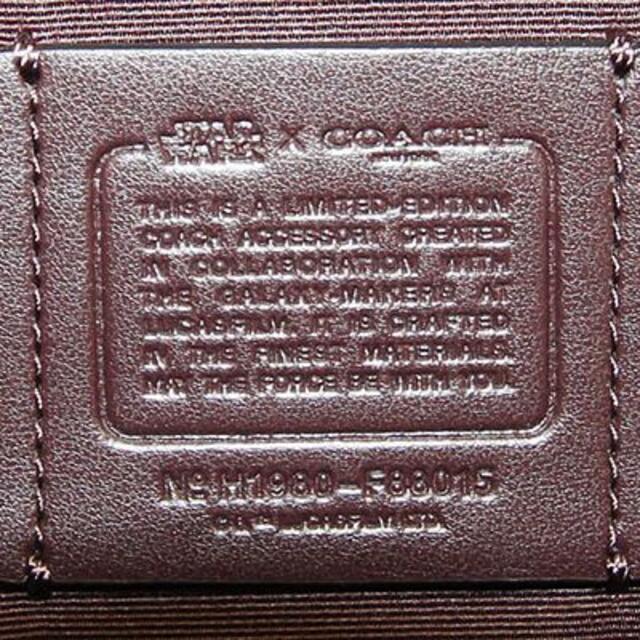 STAR WARS X COACH
NEW YORK
THIS IS A LIMITED EDITION
COACH ACCESSORY CREATED
IN COLLABORATION WITH
THE GALAXY-MAKERS AT
LUCASFILM. IT IS CRAFTED
IN THE FINEST MATERIALS.
MAY THE FORCE BE WITH YOU.
Nº H1980-F88015
© & ™ LUCASFILM LTD.